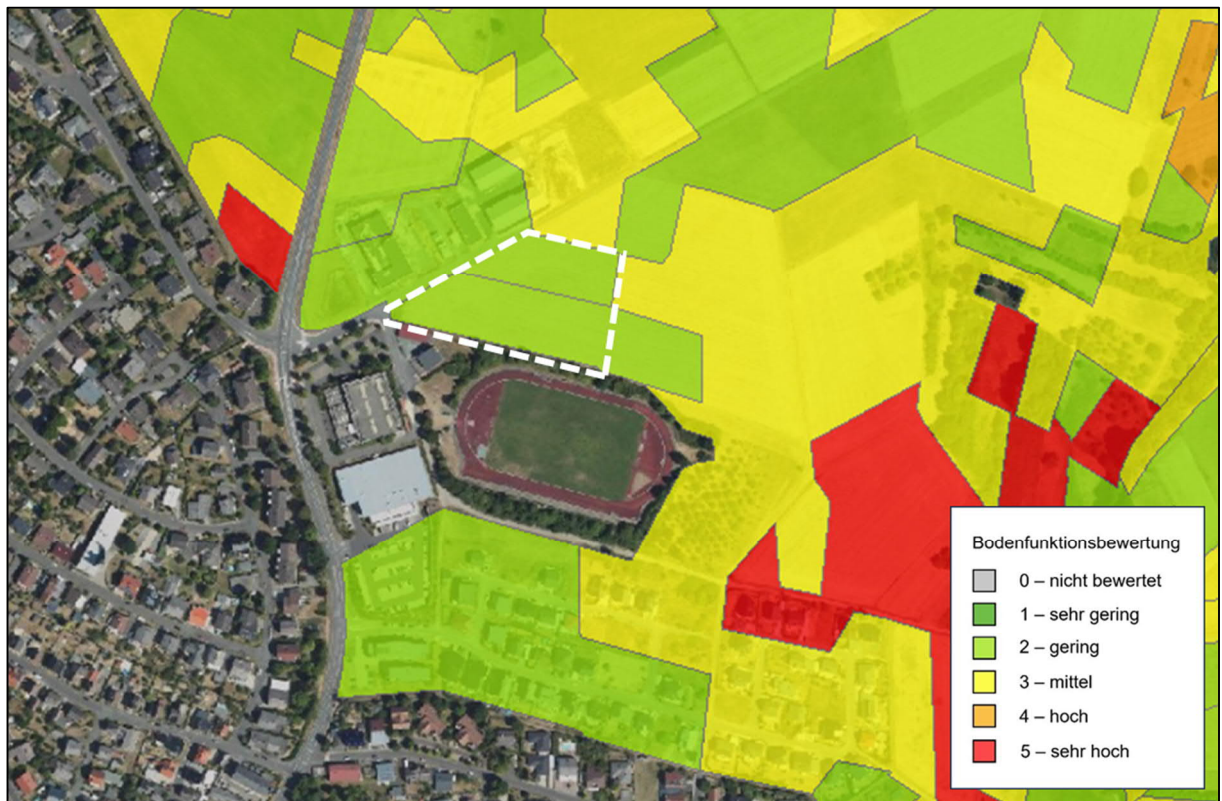 Bodenfunktionsbewertung
0 – nicht bewertet
1 – sehr gering
2 – gering
3 – mittel
4 – hoch
5 – sehr hoch